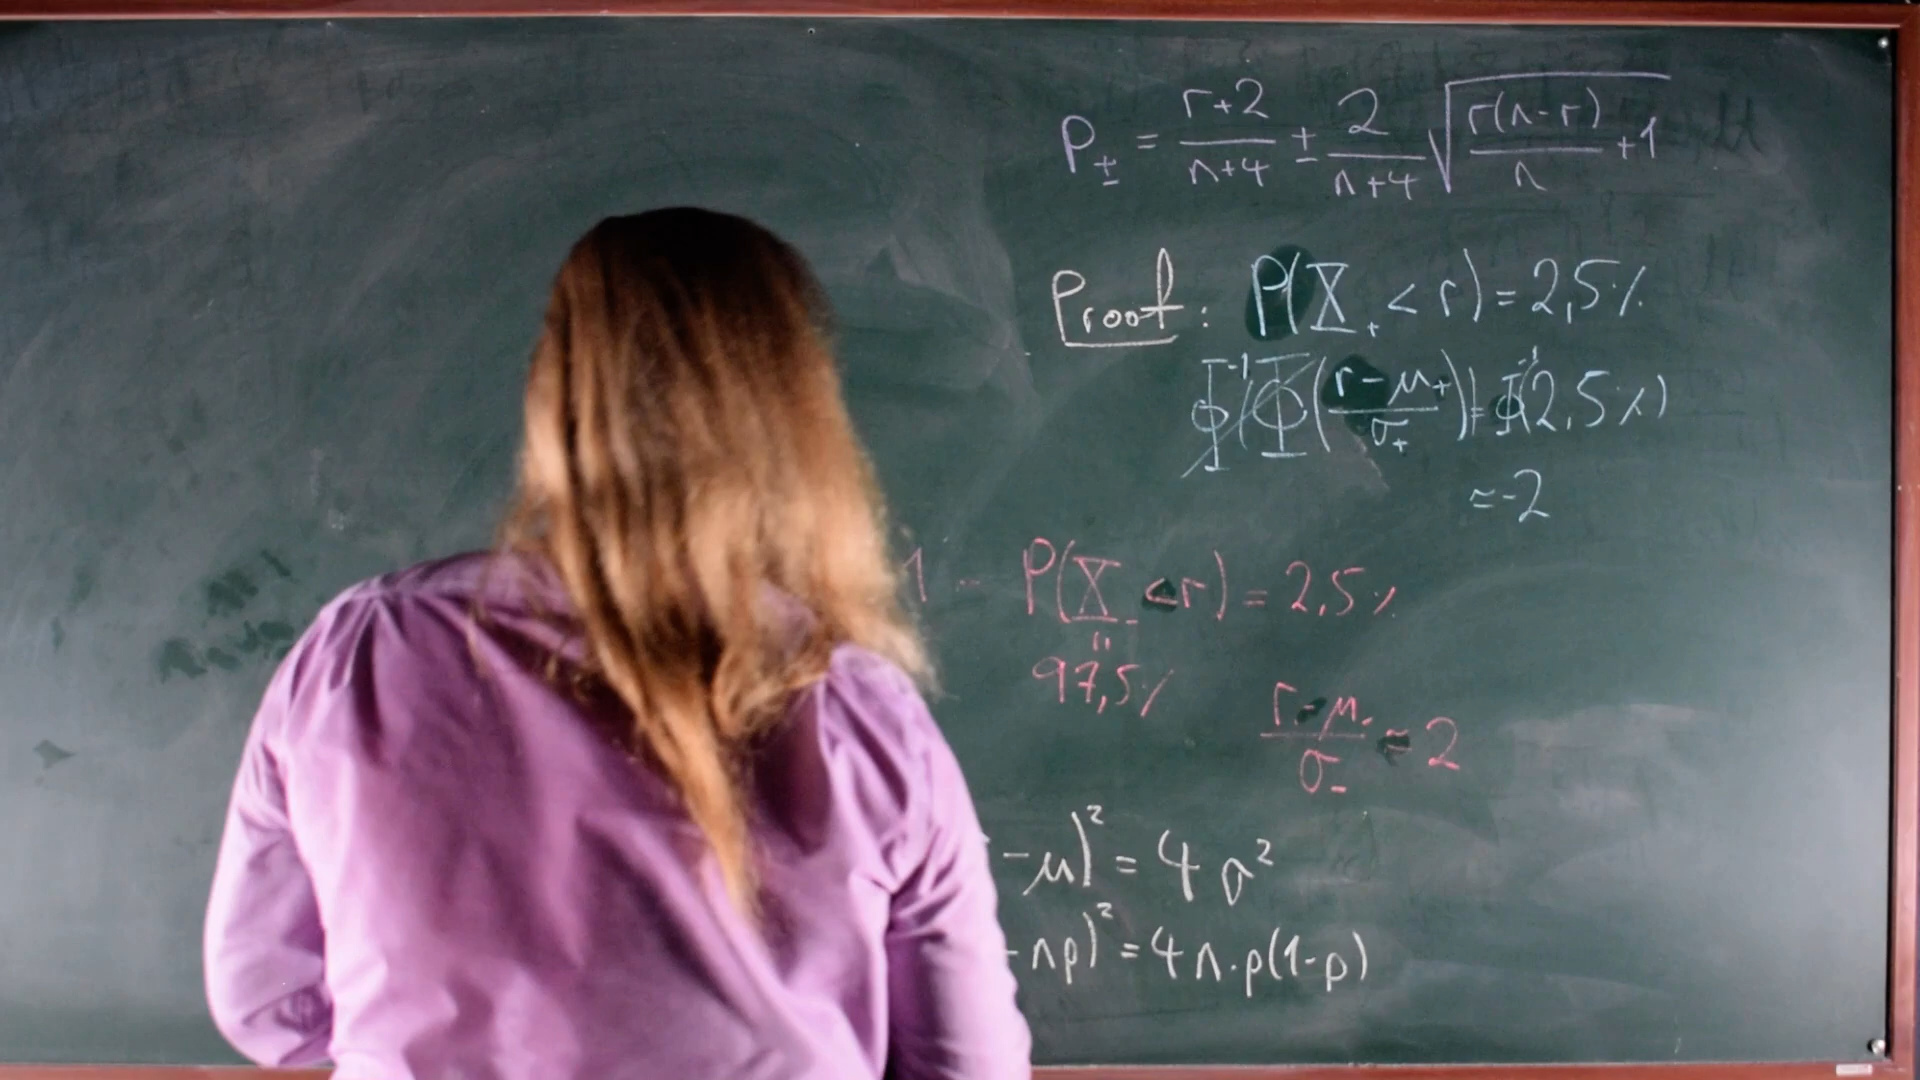 P± = (r+2)/(n+4) ± 2/(n+4) √(r(n-r)/n +1)
Proof: P(X₊ < r) = 2,5%
Φ⁻¹(Φ((r-μ₊)/σ₊)) = Φ⁻¹(2,5%)
≈ -2
1 - P(X₋ < r) = 2,5%
"
97,5%
(r-μ₋)/σ₋ ≈ 2
-μ)² = 4σ²
-np)² = 4n·p(1-p)